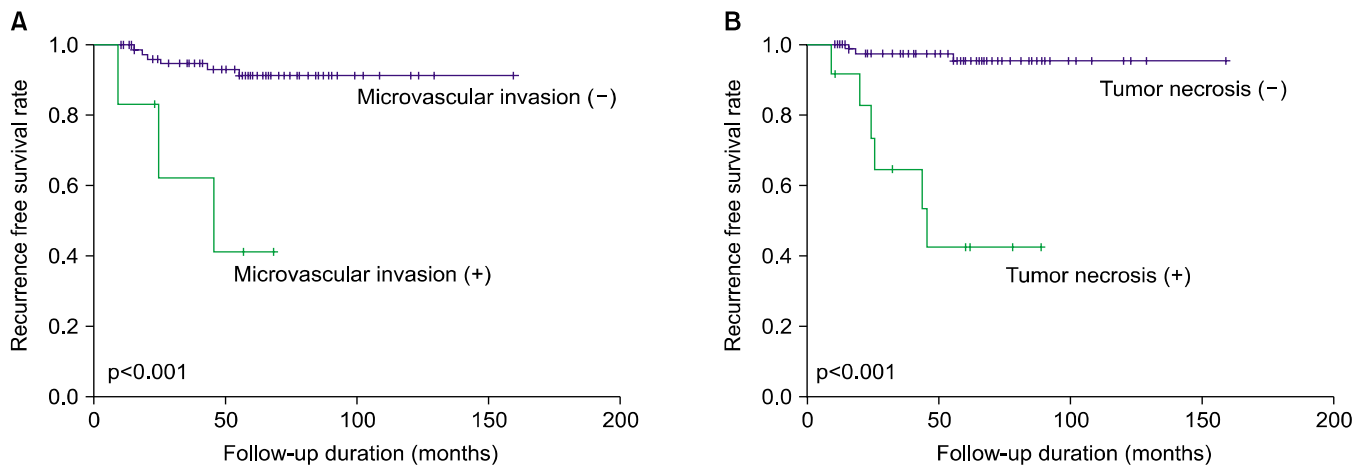 A
Recurrence free survival rate
1.0
0.8
0.6
0.4
0.2
0.0
Microvascular invasion (−)
Microvascular invasion (+)
p<0.001
0 50 100 150 200
Follow-up duration (months)
B
Recurrence free survival rate
1.0
0.8
0.6
0.4
0.2
0.0
Tumor necrosis (−)
Tumor necrosis (+)
p<0.001
0 50 100 150 200
Follow-up duration (months)